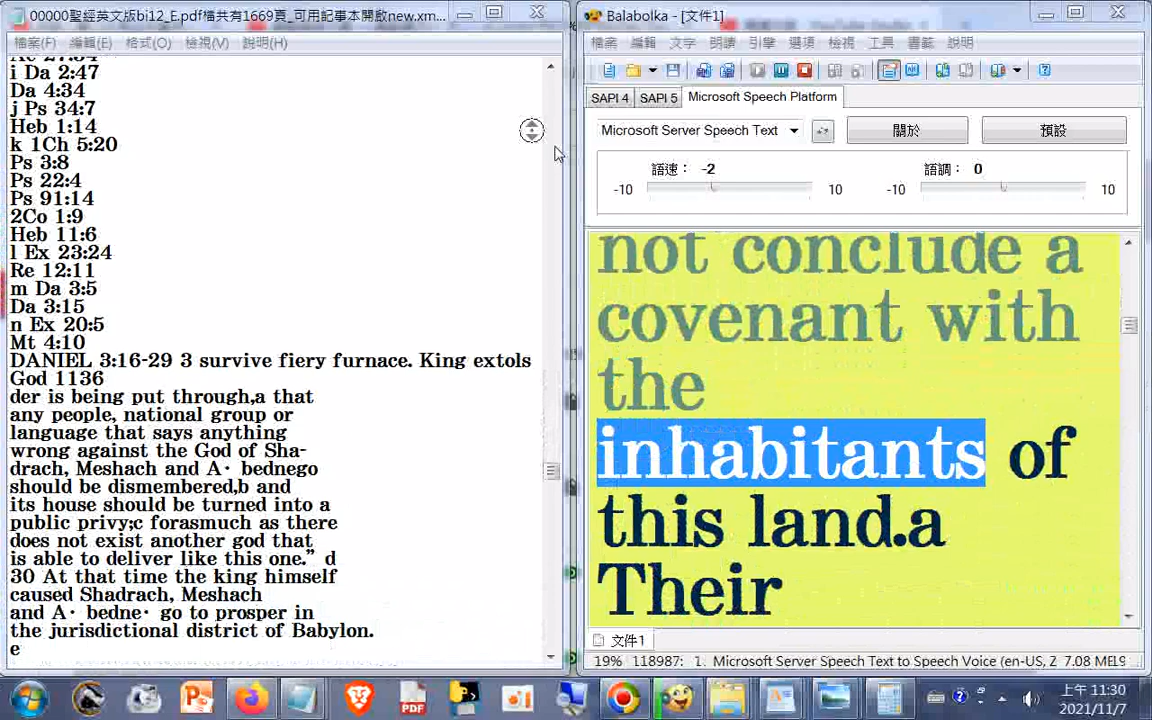 00000聖經英文版bi12_E.pdf檔共有1669頁_可用記事本開啟new.xm...
檔案(F) 編輯(E) 格式(O) 檢視(V) 說明(H)
i Da 2:47
Da 4:34
j Ps 34:7
Heb 1:14
k 1Ch 5:20
Ps 3:8
Ps 22:4
Ps 91:14
2Co 1:9
Heb 11:6
l Ex 23:24
Re 12:11
m Da 3:5
Da 3:15
n Ex 20:5
Mt 4:10
DANIEL 3:16-29 3 survive fiery furnace. King extols
God 1136
der is being put through,a that
any people, national group or
language that says anything
wrong against the God of Sha-
drach, Meshach and A· bednego
should be dismembered,b and
its house should be turned into a
public privy;c forasmuch as there
does not exist another god that
is able to deliver like this one.” d
30 At that time the king himself
caused Shadrach, Meshach
and A· bedne· go to prosper in
the jurisdictional district of Babylon.
e
Balabolka - [文件1]
檔案 編輯 文字 朗讀 引擎 選項 檢視 工具 書籤 說明
SAPI 4 SAPI 5 Microsoft Speech Platform
Microsoft Server Speech Text 關於 預設
語速： -2 語調： 0
-10 10 -10 10
not conclude a
covenant with
the
inhabitants of
this land.a
Their
文件1
19% 118987: 1. Microsoft Server Speech Text to Speech Voice (en-US, Z 7.08 ME
上午 11:30
2021/11/7